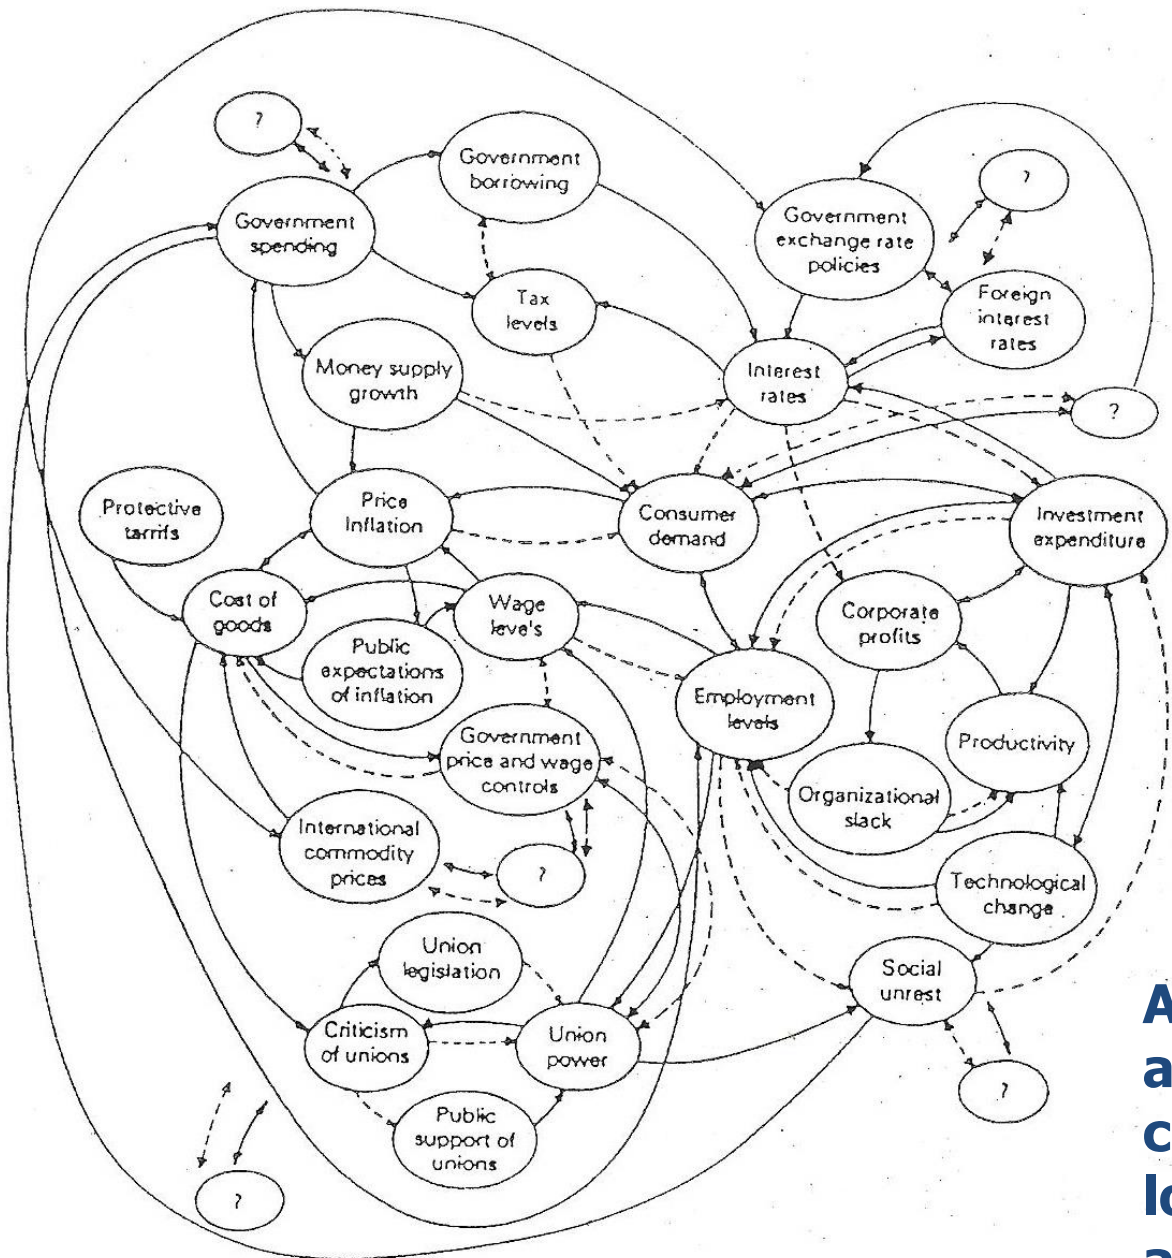 ?
Government
borrowing
?
Government
spending
Government
exchange rate
policies
Tax
levels
Foreign
interest
rates
Money supply
growth
Interest
rates
?
Protective
tarrifs
Price
Inflation
Consumer
demand
Investment
expenditure
Cost of
goods
Wage
leve's
Corporate
profits
Public
expectations
of inflation
Employment
levels
Government
price and wage
controls
Productivity
Organizational
slack
International
commodity
prices
?
Technological
change
Union
legislation
Social
unrest
Criticism
of unions
Union
power
?
Public
support of
unions
?
A
a
c
lo
a